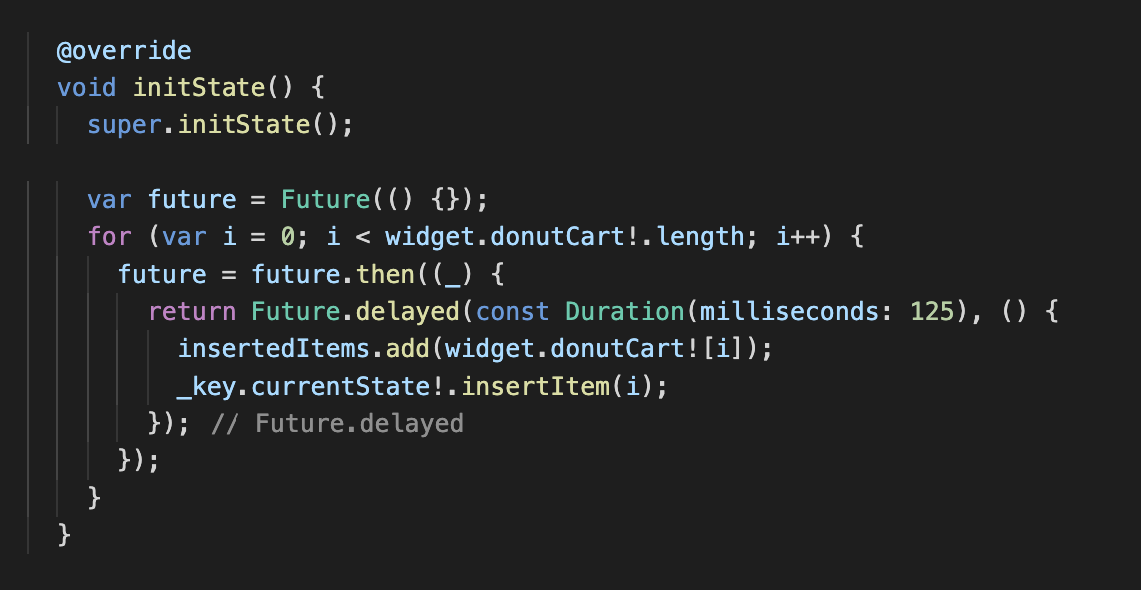 @override
void initState() {
super.initState();
var future = Future(() {});
for (var i = 0; i < widget.donutCart!.length; i++) {
future = future.then((_) {
return Future.delayed(const Duration(milliseconds: 125), () {
insertedItems.add(widget.donutCart![i]);
_key.currentState!.insertItem(i);
}); // Future.delayed
});
}
}